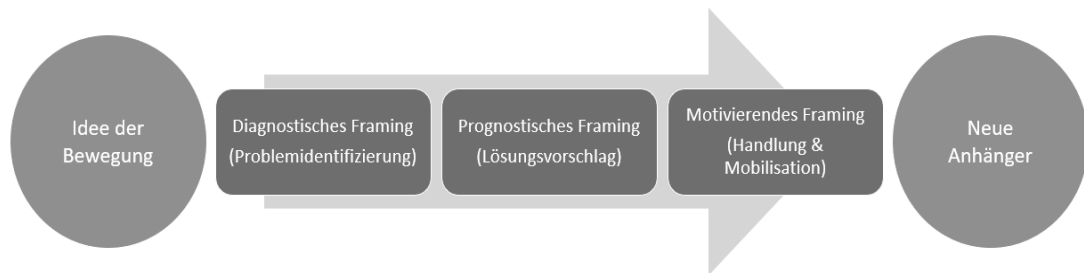 Idee der
Bewegung
Diagnostisches Framing
(Problemidentifizierung)
Prognostisches Framing
(Lösungsvorschlag)
Motivierendes Framing
(Handlung &
Mobilisation)
Neue
Anhänger